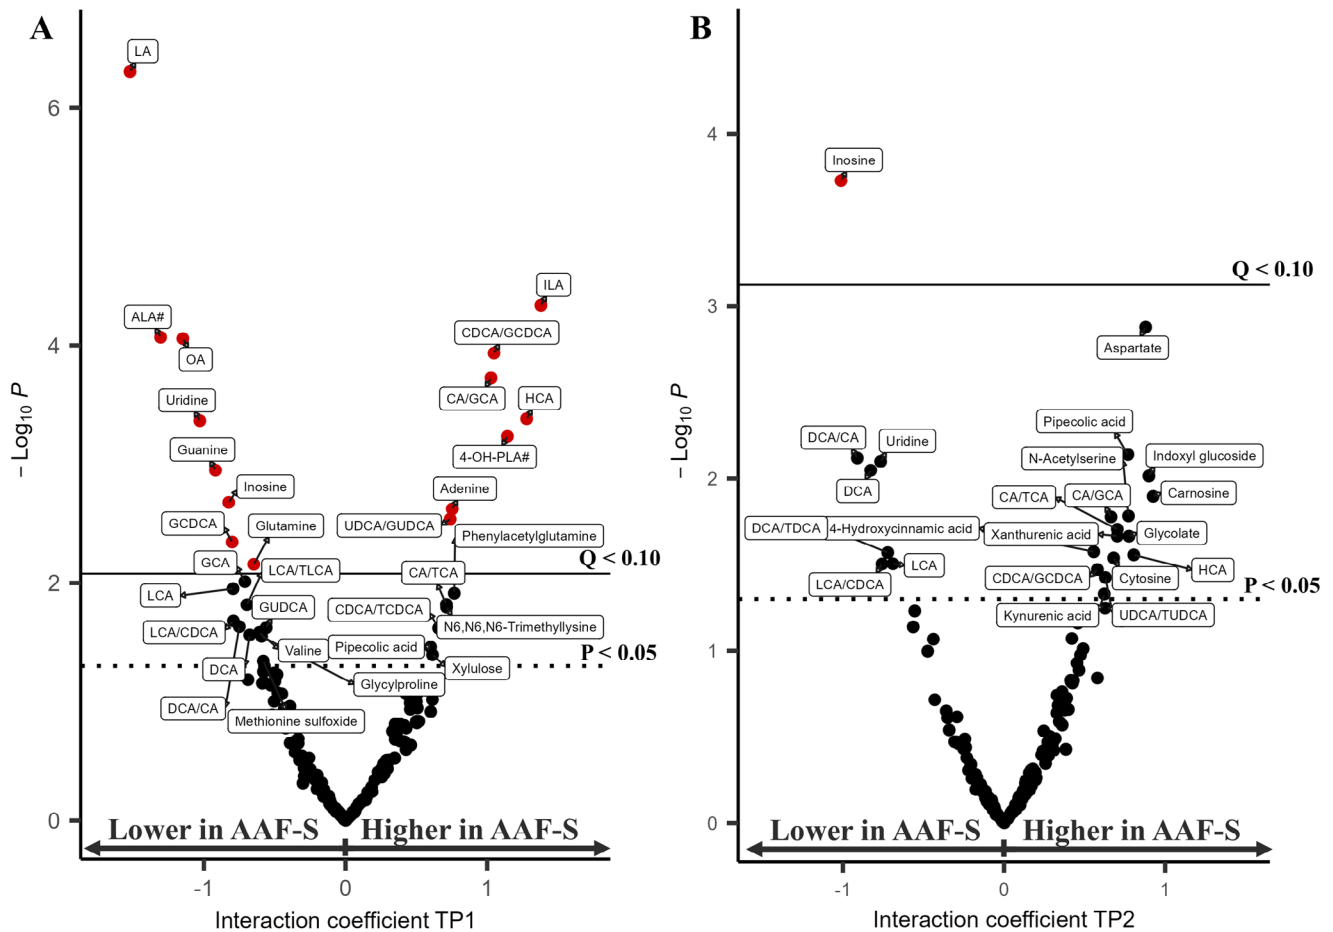 A
LA
6
ILA
ALA#
CDCA/GCDCA
4
OA
CA/GCA
HCA
Uridine
Guanine
4-OH-PLA#
Inosine
Adenine
GCDCA
Glutamine
UDCA/GUDCA
Phenylacetylglutamine
Q < 0.10
GCA
LCA/TLCA
CA/TCA
2
LCA
GUDCA
CDCA/TCDCA
LCA/CDCA
N6,N6,N6-Trimethyllysine
Valine
Pipecolic acid
P < 0.05
DCA
Xylulose
Glycylproline
DCA/CA
Methionine sulfoxide
0
Lower in AAF-S
Higher in AAF-S
-1
0
1
Interaction coefficient TP1
− Log10 P
B
4
Inosine
Q < 0.10
3
Aspartate
Pipecolic acid
DCA/CA
Uridine
N-Acetylserine
Indoxyl glucoside
2
DCA
CA/TCA
CA/GCA
Carnosine
DCA/TDCA
4-Hydroxycinnamic acid
Xanthurenic acid
Glycolate
LCA
HCA
LCA/CDCA
CDCA/GCDCA
Cytosine
P < 0.05
Kynurenic acid
UDCA/TUDCA
1
0
Lower in AAF-S
Higher in AAF-S
-1
0
1
Interaction coefficient TP2
− Log10 P